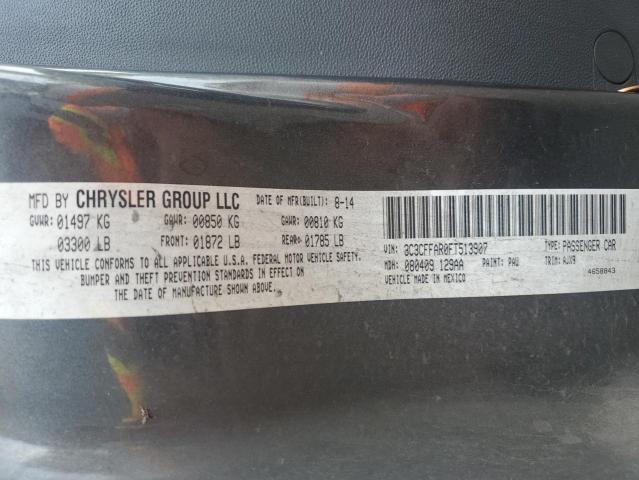 MFD BY CHRYSLER GROUP LLC DATE OF MFR(BUILT): 8-14
GVWR: 01497 KG GAWR: 00850 KG GAWR: 00810 KG
03300 LB FRONT: 01872 LB REAR: 01785 LB
THIS VEHICLE CONFORMS TO ALL APPLICABLE U.S.A. FEDERAL MOTOR VEHICLE SAFETY,
BUMPER AND THEFT PREVENTION STANDARDS IN EFFECT ON
THE DATE OF MANUFACTURE SHOWN ABOVE.
VIN: 3C3CFFAR0FT513907 TYPE: PASSENGER CAR
MDH: 080409 129AA PAINT: PAU TRIM: AJX9
VEHICLE MADE IN MEXICO 4658843